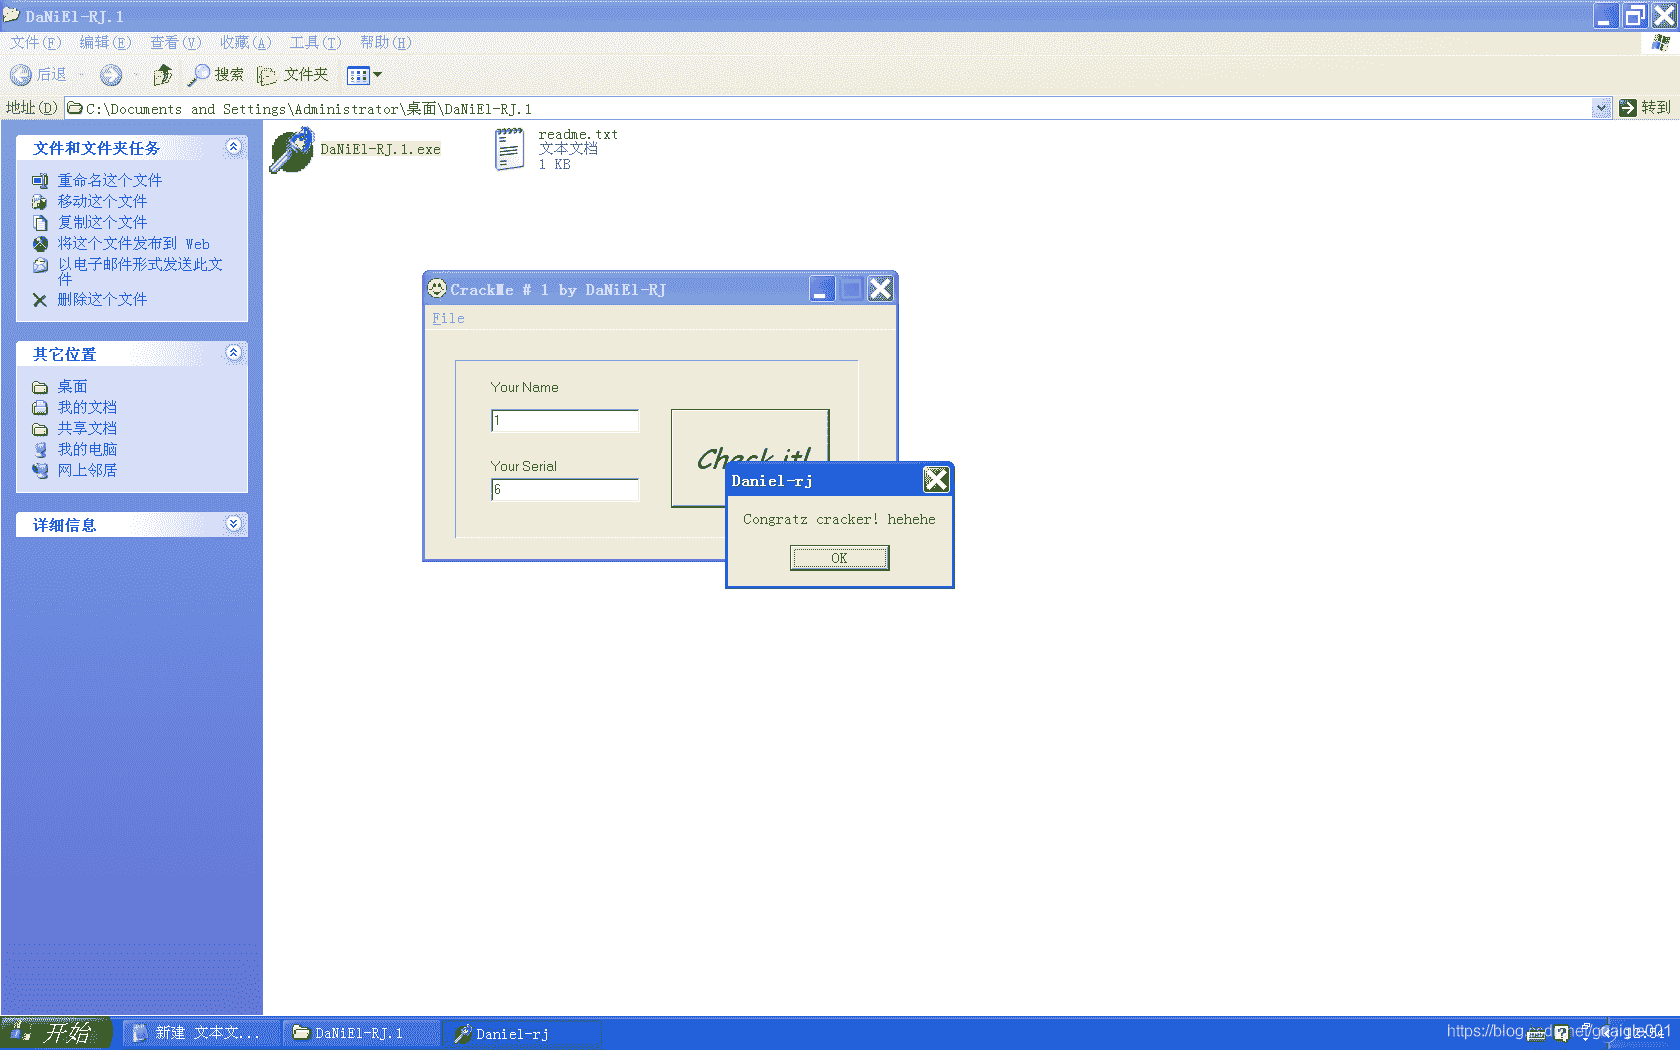 DaNiEl-RJ.1
文件(F) 编辑(E) 查看(V) 收藏(A) 工具(T) 帮助(H)
后退 搜索 文件夹
地址(D) C:\Documents and Settings\Administrator\桌面\DaNiEl-RJ.1 转到
文件和文件夹任务
重命名这个文件
移动这个文件
复制这个文件
将这个文件发布到 Web
以电子邮件形式发送此文
件
删除这个文件
其它位置
桌面
我的文档
共享文档
我的电脑
网上邻居
详细信息
DaNiEl-RJ.1.exe
readme.txt
文本文档
1 KB
CrackMe # 1 by DaNiEl-RJ
File
Your Name
1
Your Serial
6
Check it!
Daniel-rj
Congratz cracker! hehehe
OK
开始 新建 文本文... DaNiEl-RJ.1 Daniel-rj
12:54